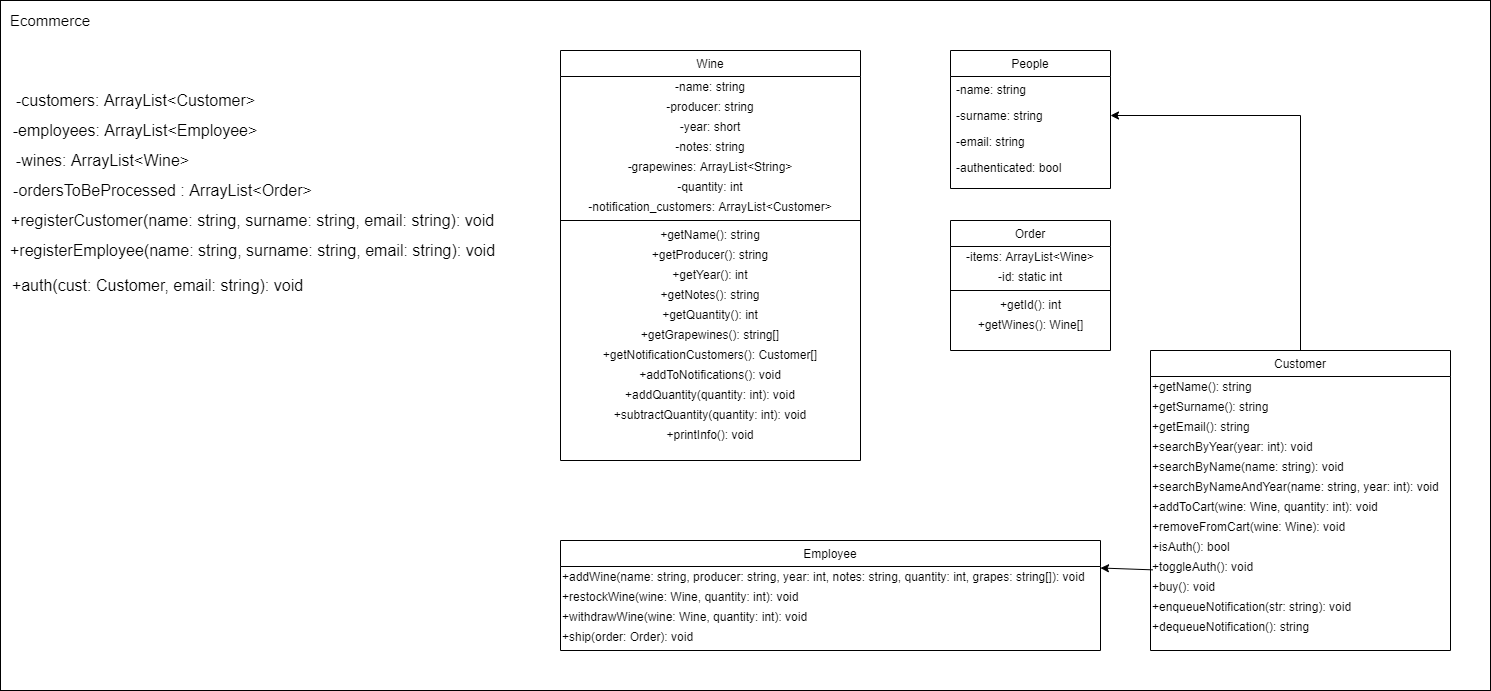 Ecommerce
-customers: ArrayList<Customer>
-employees: ArrayList<Employee>
-wines: ArrayList<Wine>
-ordersToBeProcessed : ArrayList<Order>
+registerCustomer(name: string, surname: string, email: string): void
+registerEmployee(name: string, surname: string, email: string): void
+auth(cust: Customer, email: string): void
Wine
-name: string
-producer: string
-year: short
-notes: string
-grapewines: ArrayList<String>
-quantity: int
-notification_customers: ArrayList<Customer>
+getName(): string
+getProducer(): string
+getYear(): int
+getNotes(): string
+getQuantity(): int
+getGrapewines(): string[]
+getNotificationCustomers(): Customer[]
+addToNotifications(): void
+addQuantity(quantity: int): void
+subtractQuantity(quantity: int): void
+printInfo(): void
People
-name: string
-surname: string
-email: string
-authenticated: bool
Order
-items: ArrayList<Wine>
-id: static int
+getId(): int
+getWines(): Wine[]
Customer
+getName(): string
+getSurname(): string
+getEmail(): string
+searchByYear(year: int): void
+searchByName(name: string): void
+searchByNameAndYear(name: string, year: int): void
+addToCart(wine: Wine, quantity: int): void
+removeFromCart(wine: Wine): void
+isAuth(): bool
+toggleAuth(): void
+buy(): void
+enqueueNotification(str: string): void
+dequeueNotification(): string
Employee
+addWine(name: string, producer: string, year: int, notes: string, quantity: int, grapes: string[]): void
+restockWine(wine: Wine, quantity: int): void
+withdrawWine(wine: Wine, quantity: int): void
+ship(order: Order): void